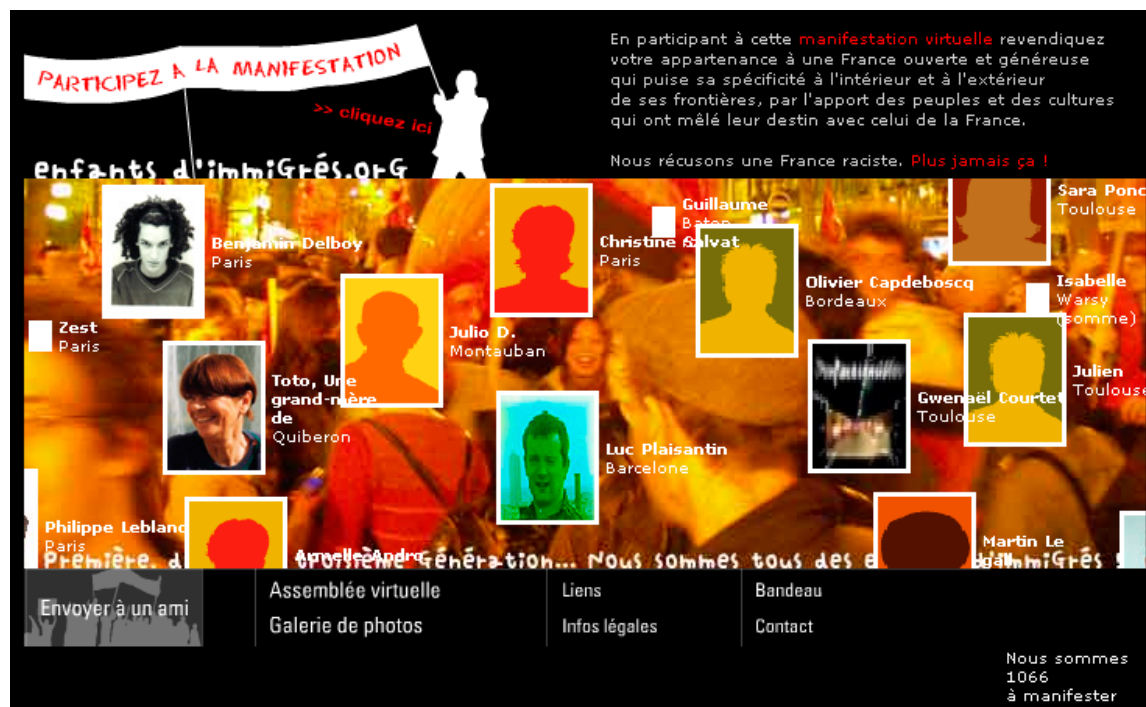 PARTICIPEZ A LA MANIFESTATION
>> cliquez ici
enfants d'immiGrés.orG
En participant à cette manifestation virtuelle revendiquez
votre appartenance à une France ouverte et généreuse
qui puise sa spécificité à l'intérieur et à l'extérieur
de ses frontières, par l'apport des peuples et des cultures
qui ont mêlé leur destin avec celui de la France.
Nous récusons une France raciste. Plus jamais ça !
Benjamin Delboy
Paris
Christine Salvat
Paris
Guillaume
Baton
Sara Ponc
Toulouse
Olivier Capdeboscq
Bordeaux
Isabelle
Warsy
(somme)
Zest
Paris
Julio D.
Montauban
Toto, Une
grand-mère
de
Quiberon
Luc Plaisantin
Barcelone
Gwenaël Courtet
Toulouse
Julien
Toulouse
Philippe Leblanc
Paris
Armelle Andro
Martin Le
gall
Première, d troisième Génération... Nous sommes tous des e d'immiGrés
Envoyer à un ami
Assemblée virtuelle
Galerie de photos
Liens
Infos légales
Bandeau
Contact
Nous sommes
1066
à manifester